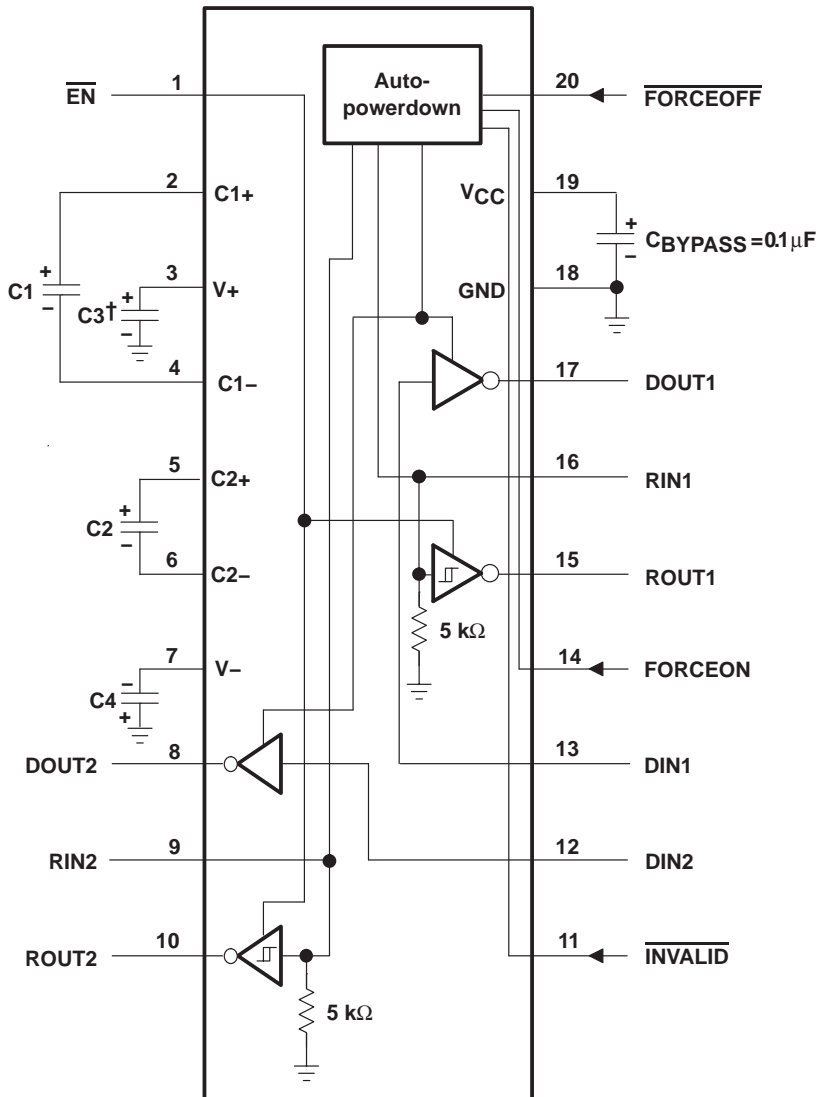 Auto-
powerdown
EN 1
20 FORCEOFF
2 C1+
VCC 19
+
CBYPASS = 0.1 µF
–
3 V+
+
C1
–
+
C3†
–
GND 18
4 C1–
17 DOUT1
5 C2+
16 RIN1
+
C2
–
6 C2–
15 ROUT1
5 kΩ
7 V–
14 FORCEON
–
C4
+
DOUT2 8
13 DIN1
RIN2 9
12 DIN2
ROUT2 10
11 INVALID
5 kΩ